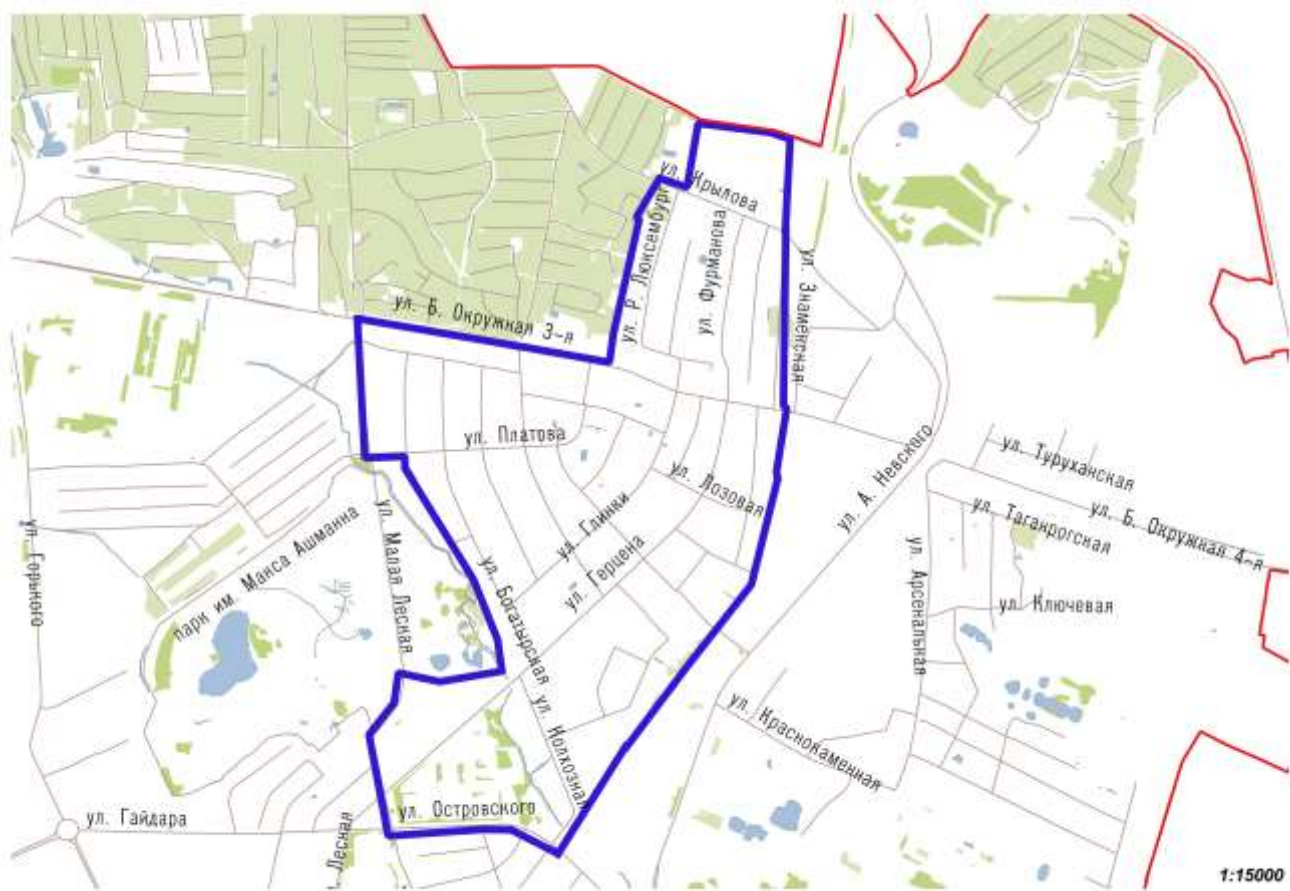 ул. Крылова
ул. Р. Люксембург
ул. Фурманова
ул. Знаменская
ул. Б. Окружная 3-я
ул. Платова
ул. А. Невского
ул. Лозовая
ул. Туруханская
ул. Б. Окружная 4-я
ул. Таганрогская
ул. Горького
ул. Малая Лесная
ул. Глинки
ул. Герцена
ул. Арсенальная
парк им. Макса Ашманна
ул. Богатырская
ул. Ключевая
ул. Колхозная
ул. Краснокаменная
ул. Гайдара
ул. Островского
Лесная
1:15000